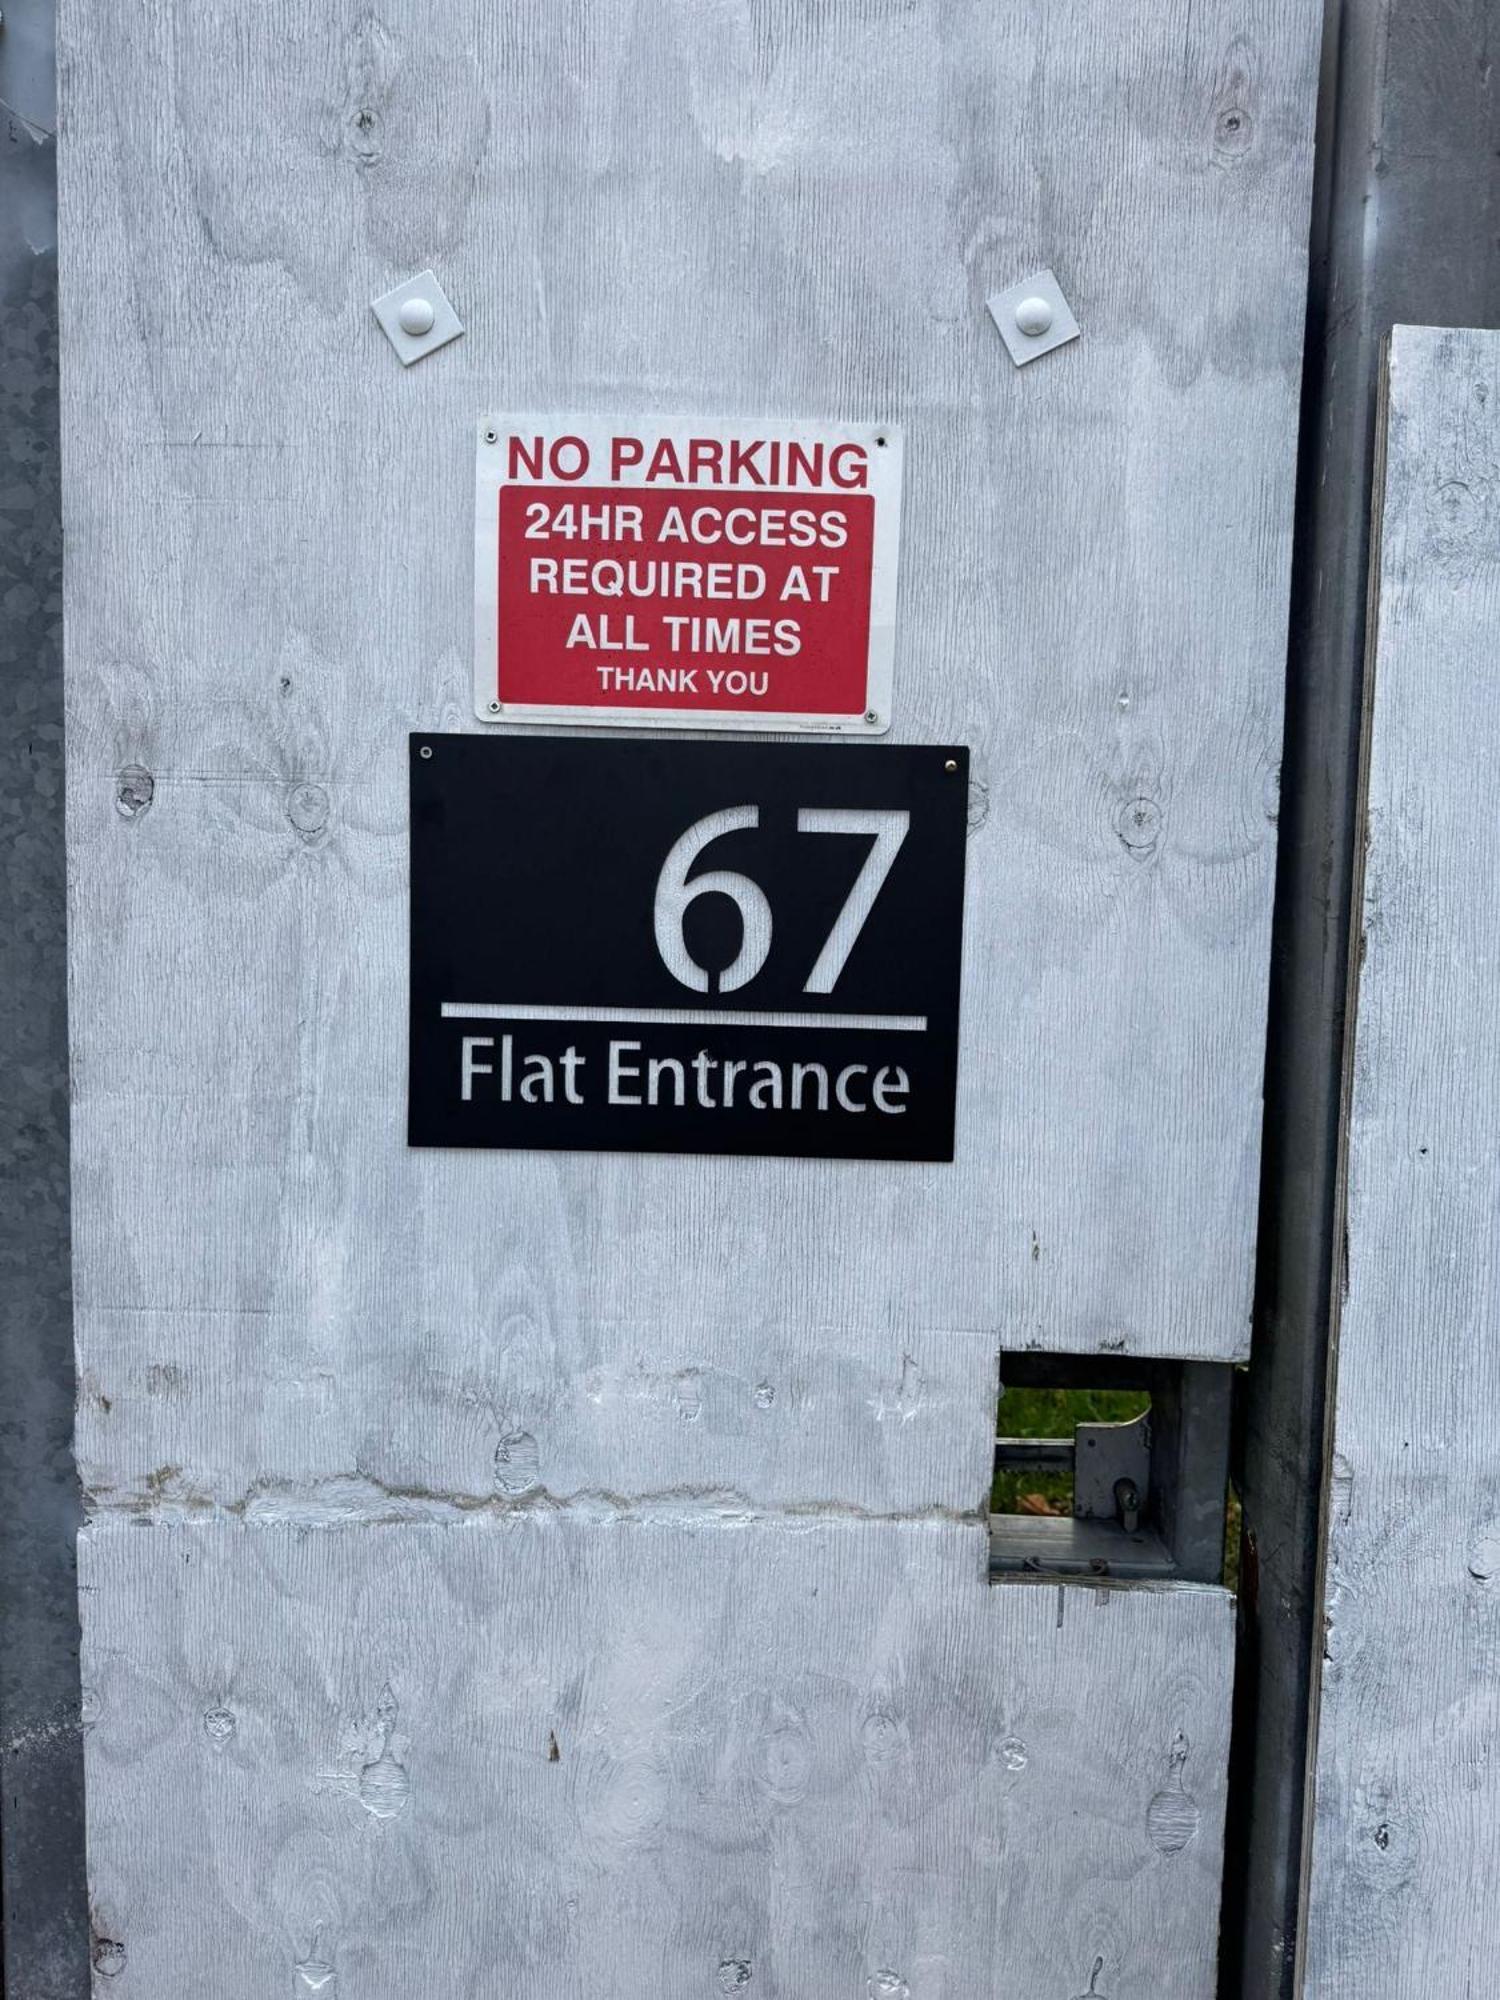 NO PARKING
24HR ACCESS
REQUIRED AT
ALL TIMES
THANK YOU
67
Flat Entrance